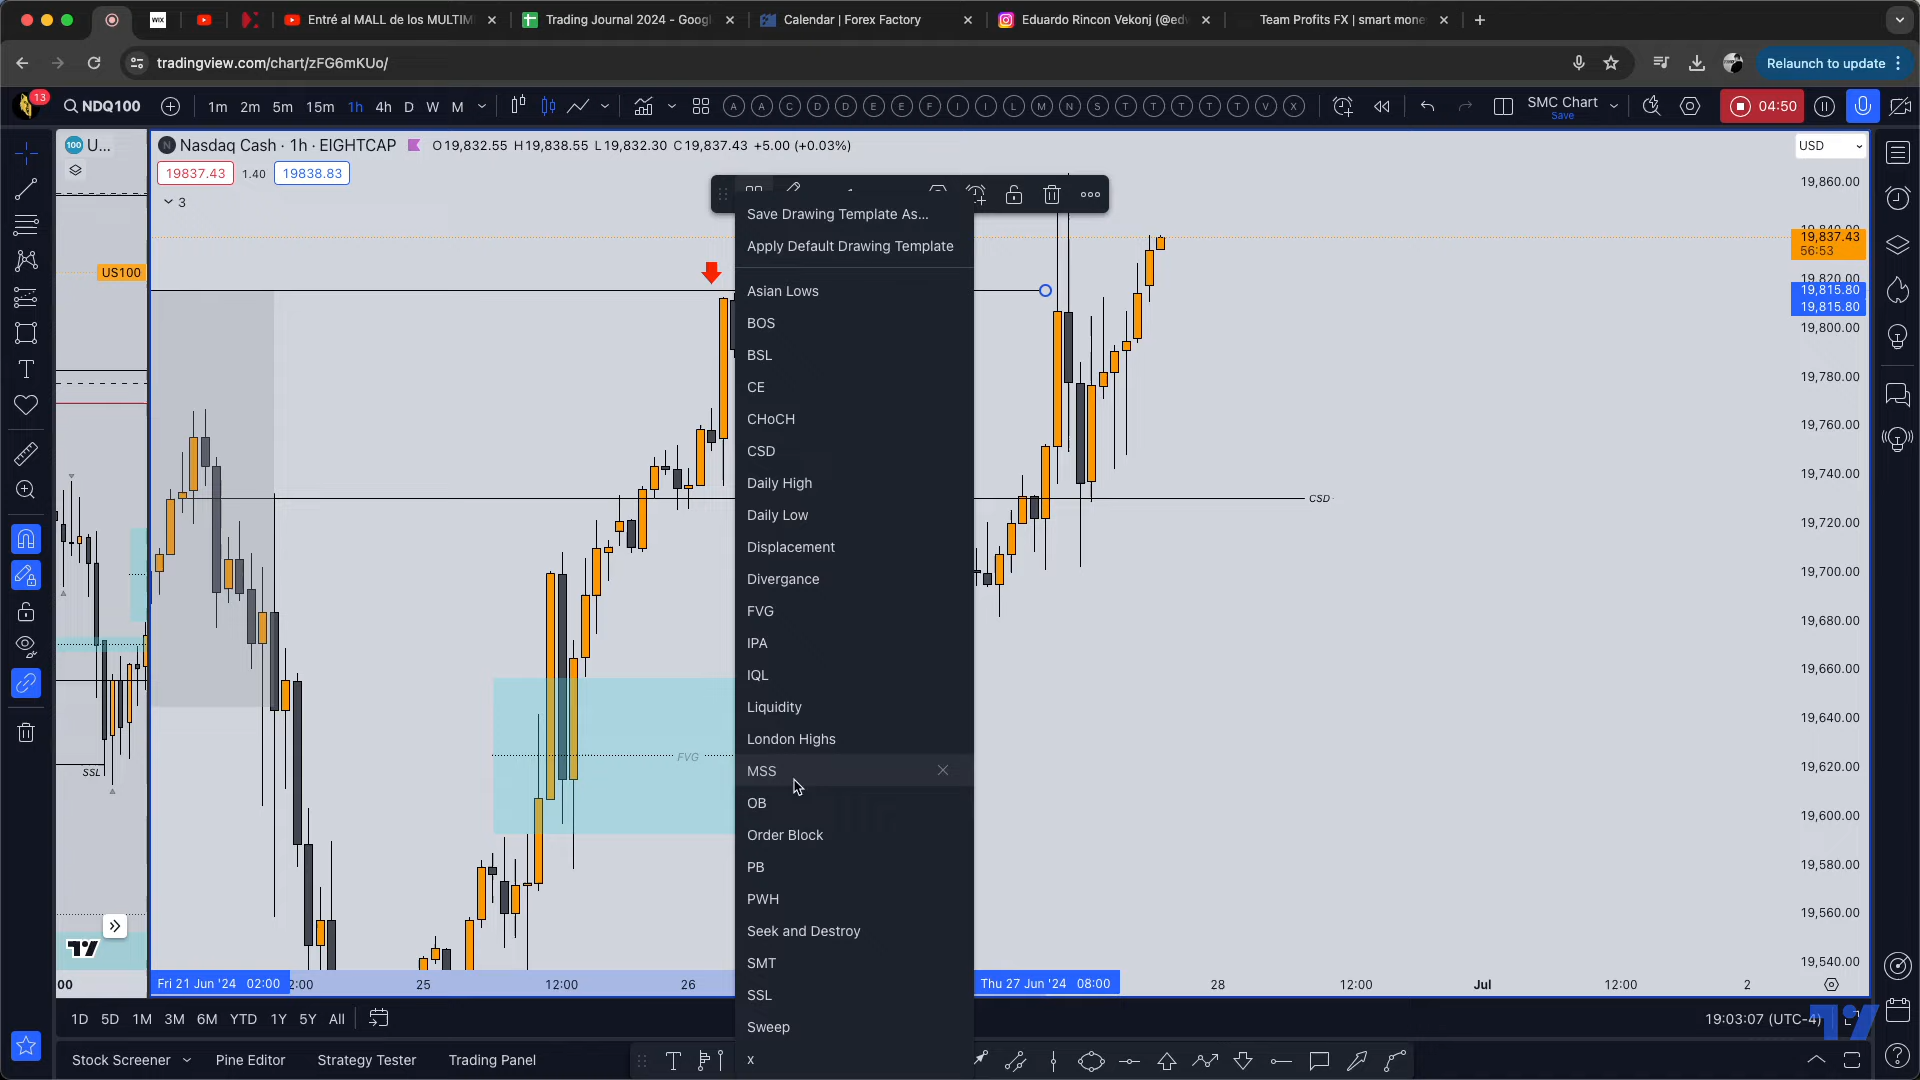 Entré al MALL de los MULTIM
Trading Journal 2024 - Goog
Calendar | Forex Factory
Eduardo Rincon Vekonj (@ed
Team Profits FX | smart mone
tradingview.com/chart/zFG6mKUo/
Relaunch to update
13
NDQ100
1m 2m 5m 15m 1h 4h D W M
A A C D D E E F I I L M N S T T T T T V X
SMC Chart
Save
04:50
100 U...
Nasdaq Cash · 1h · EIGHTCAP
O19,832.55 H19,838.55 L19,832.30 C19,837.43 +5.00 (+0.03%)
USD
19837.43 1.40 19838.83
3
US100
Save Drawing Template As...
Apply Default Drawing Template
Asian Lows
BOS
BSL
CE
CHoCH
CSD
Daily High
Daily Low
Displacement
Divergance
FVG
IPA
IQL
Liquidity
London Highs
MSS
OB
Order Block
PB
PWH
Seek and Destroy
SMT
SSL
Sweep
x
CSD
FVG
SSL
19,860.00
19,837.43
56:53
19,820.00
19,815.80
19,815.80
19,800.00
19,780.00
19,760.00
19,740.00
19,720.00
19,700.00
19,680.00
19,660.00
19,640.00
19,620.00
19,600.00
19,580.00
19,560.00
19,540.00
:00
Fri 21 Jun '24 02:00
2:00
25
12:00
26
Thu 27 Jun '24 08:00
28
12:00
Jul
12:00
2
1D 5D 1M 3M 6M YTD 1Y 5Y All
19:03:07 (UTC-4)
Stock Screener
Pine Editor
Strategy Tester
Trading Panel